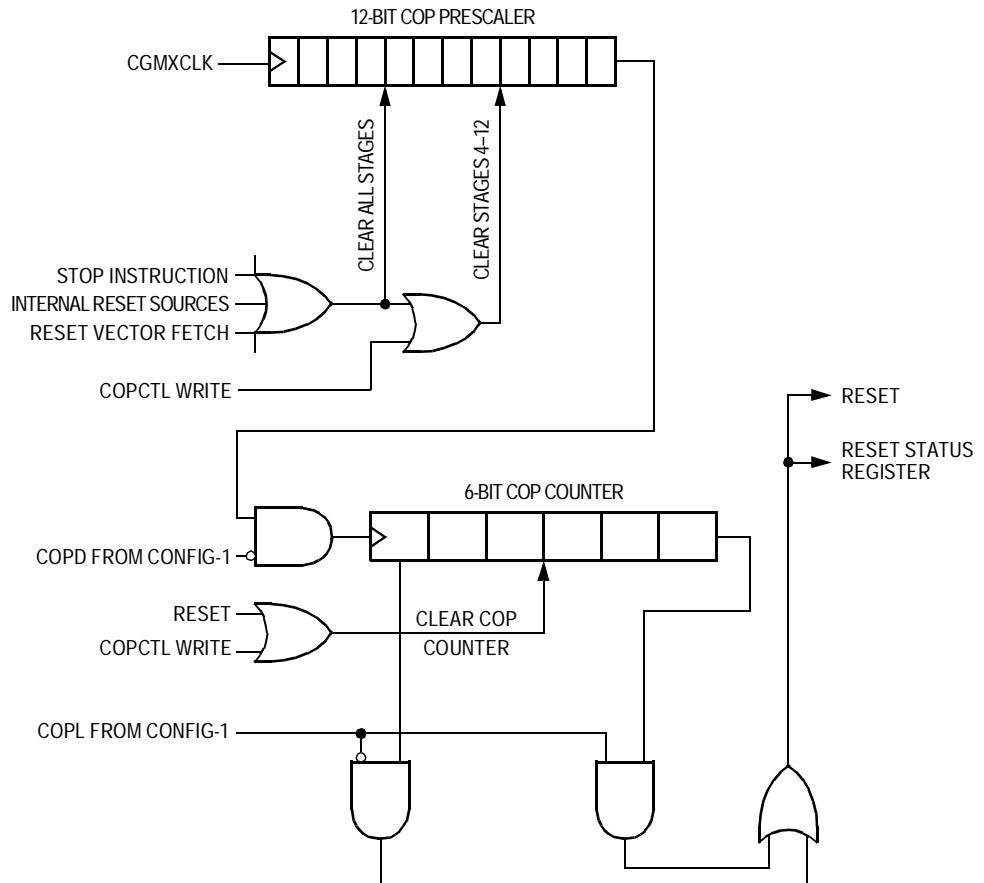 12-BIT COP PRESCALER
CGMXCLK
CLEAR ALL STAGES
CLEAR STAGES 4–12
STOP INSTRUCTION
INTERNAL RESET SOURCES
RESET VECTOR FETCH
COPCTL WRITE
RESET
RESET STATUS
REGISTER
6-BIT COP COUNTER
COPD FROM CONFIG-1
RESET
CLEAR COP
COPCTL WRITE
COUNTER
COPL FROM CONFIG-1